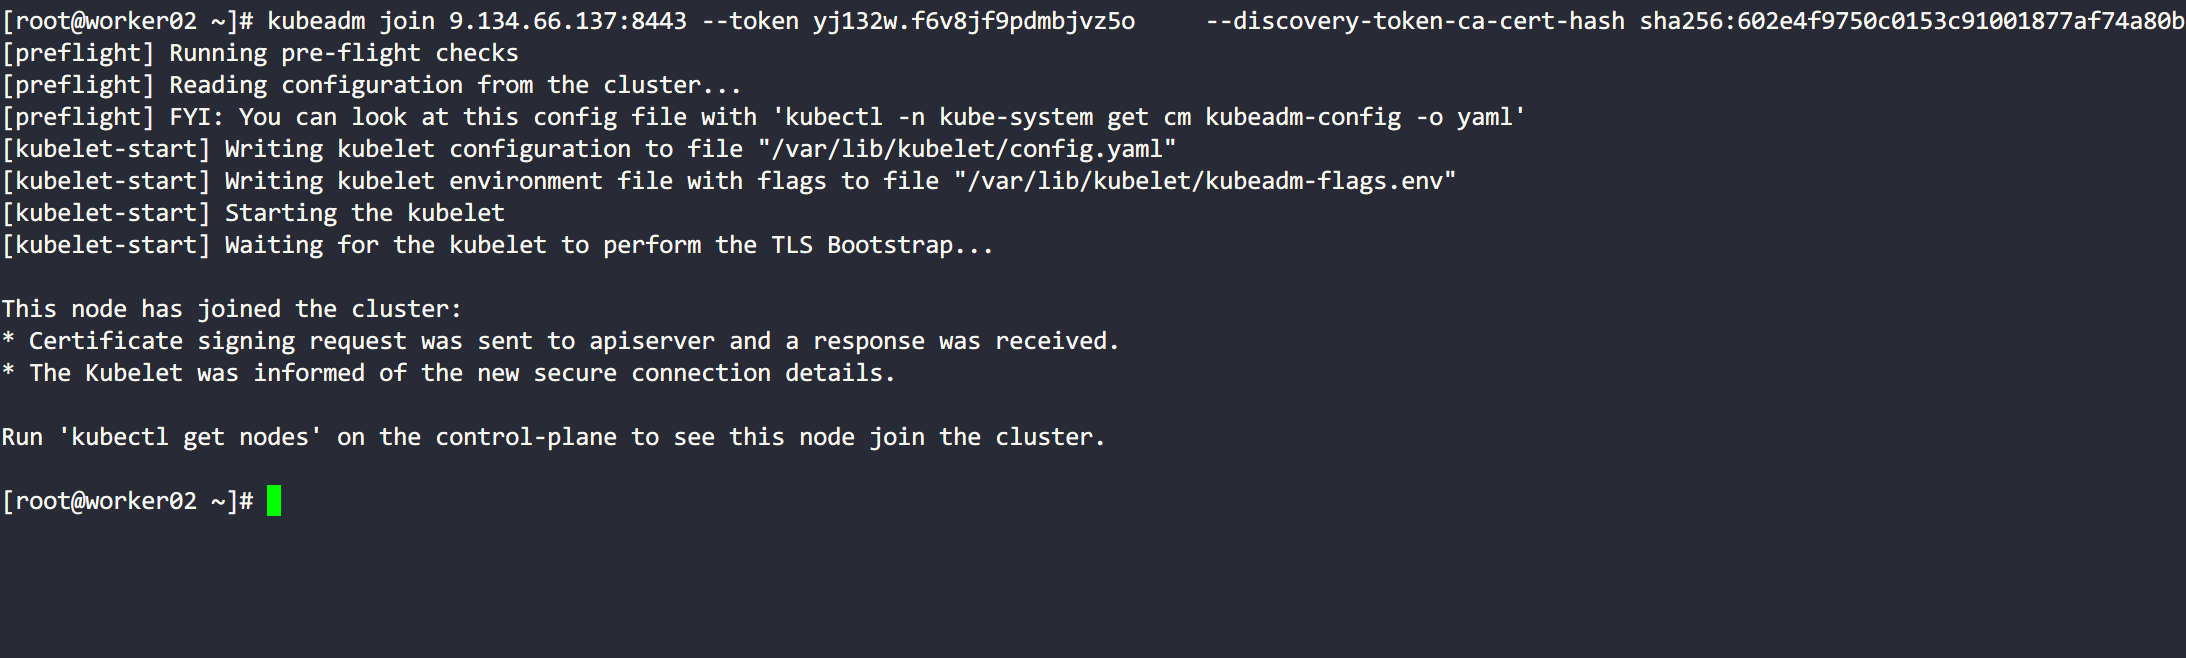 [root@worker02 ~]# kubeadm join 9.134.66.137:8443 --token yj132w.f6v8jf9pdmbjvz5o     --discovery-token-ca-cert-hash sha256:602e4f9750c0153c91001877af74a80b
[preflight] Running pre-flight checks
[preflight] Reading configuration from the cluster...
[preflight] FYI: You can look at this config file with 'kubectl -n kube-system get cm kubeadm-config -o yaml'
[kubelet-start] Writing kubelet configuration to file "/var/lib/kubelet/config.yaml"
[kubelet-start] Writing kubelet environment file with flags to file "/var/lib/kubelet/kubeadm-flags.env"
[kubelet-start] Starting the kubelet
[kubelet-start] Waiting for the kubelet to perform the TLS Bootstrap...
This node has joined the cluster:
* Certificate signing request was sent to apiserver and a response was received.
* The Kubelet was informed of the new secure connection details.
Run 'kubectl get nodes' on the control-plane to see this node join the cluster.
[root@worker02 ~]#